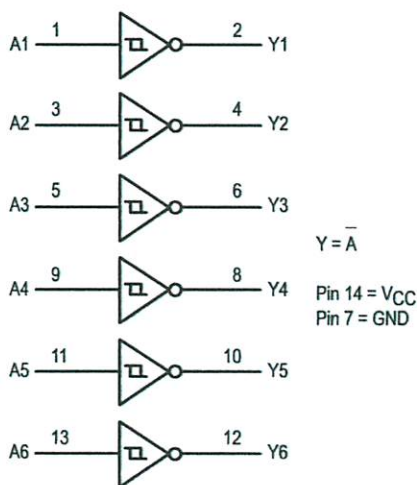 A1 1 2 Y1
A2 3 4 Y2
A3 5 6 Y3
Y = A̅
A4 9 8 Y4
Pin 14 = VCC
Pin 7 = GND
A5 11 10 Y5
A6 13 12 Y6